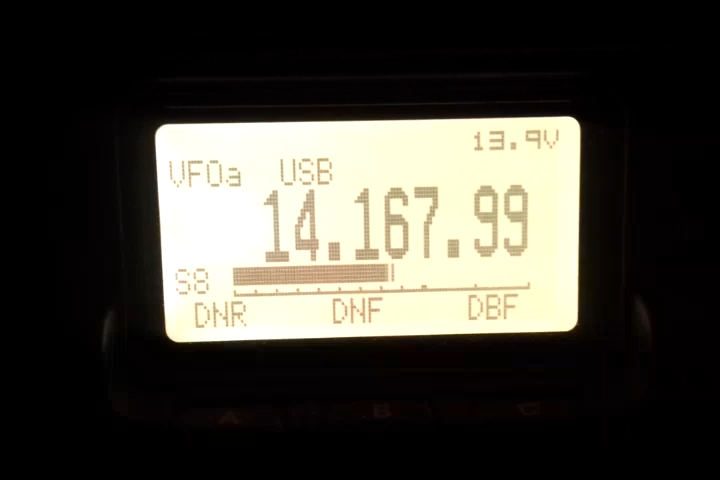 13.9V
VFOa USB
14.167.99
S8
DNR DNF DBF
A B C